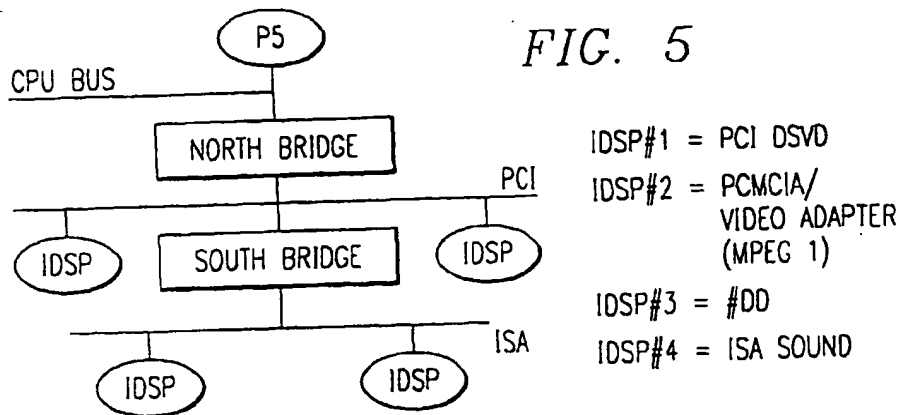 P5
FIG. 5
CPU BUS
NORTH BRIDGE
PCI
IDSP
SOUTH BRIDGE
IDSP
ISA
IDSP
IDSP
IDSP#1 = PCI DSVD
IDSP#2 = PCMCIA/
VIDEO ADAPTER
(MPEG 1)
IDSP#3 = #DD
IDSP#4 = ISA SOUND